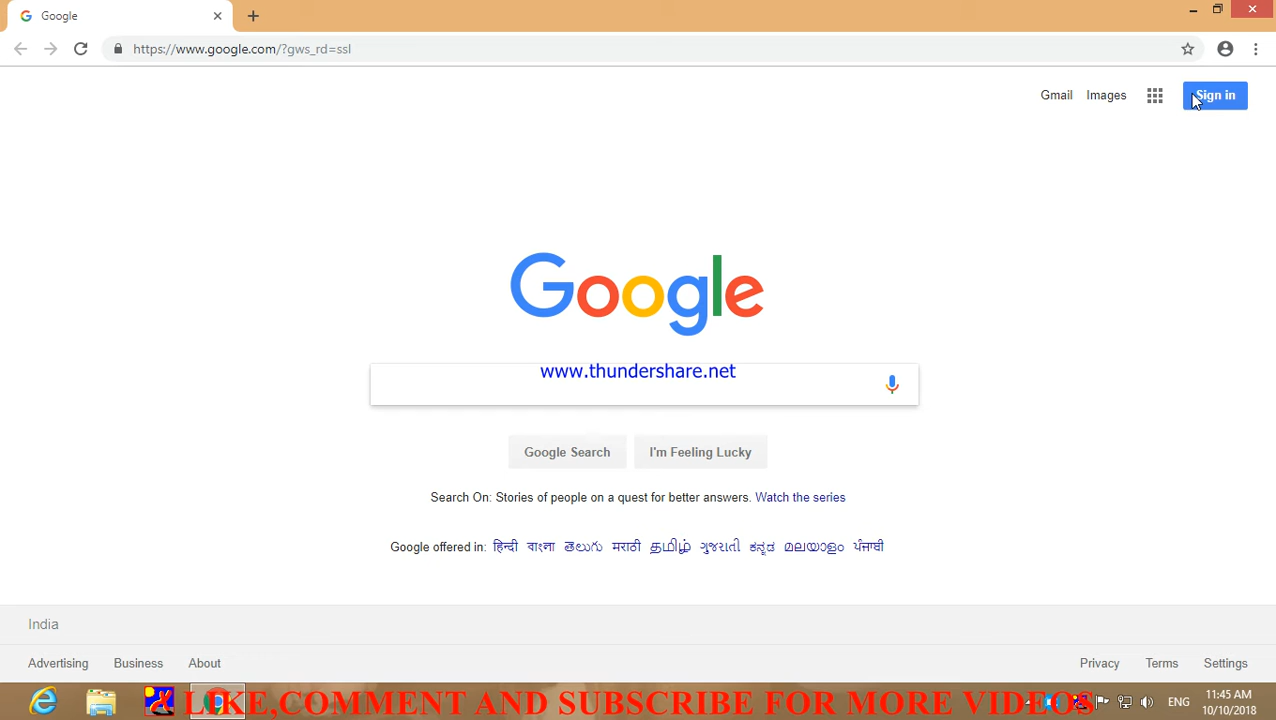 Google
https://www.google.com/?gws_rd=ssl
Gmail Images Sign in
Google
www.thundershare.net
Google Search I'm Feeling Lucky
Search On: Stories of people on a quest for better answers. Watch the series
Google offered in: हिन्दी বাংলা తెలుగు मराठी தமிழ் ગુજરાતી ಕನ್ನಡ മലയാളം ਪੰਜਾਬੀ
India
Advertising Business About Privacy Terms Settings
LIKE,COMMENT AND SUBSCRIBE FOR MORE VIDEOS
ENG
11:45 AM
10/10/2018